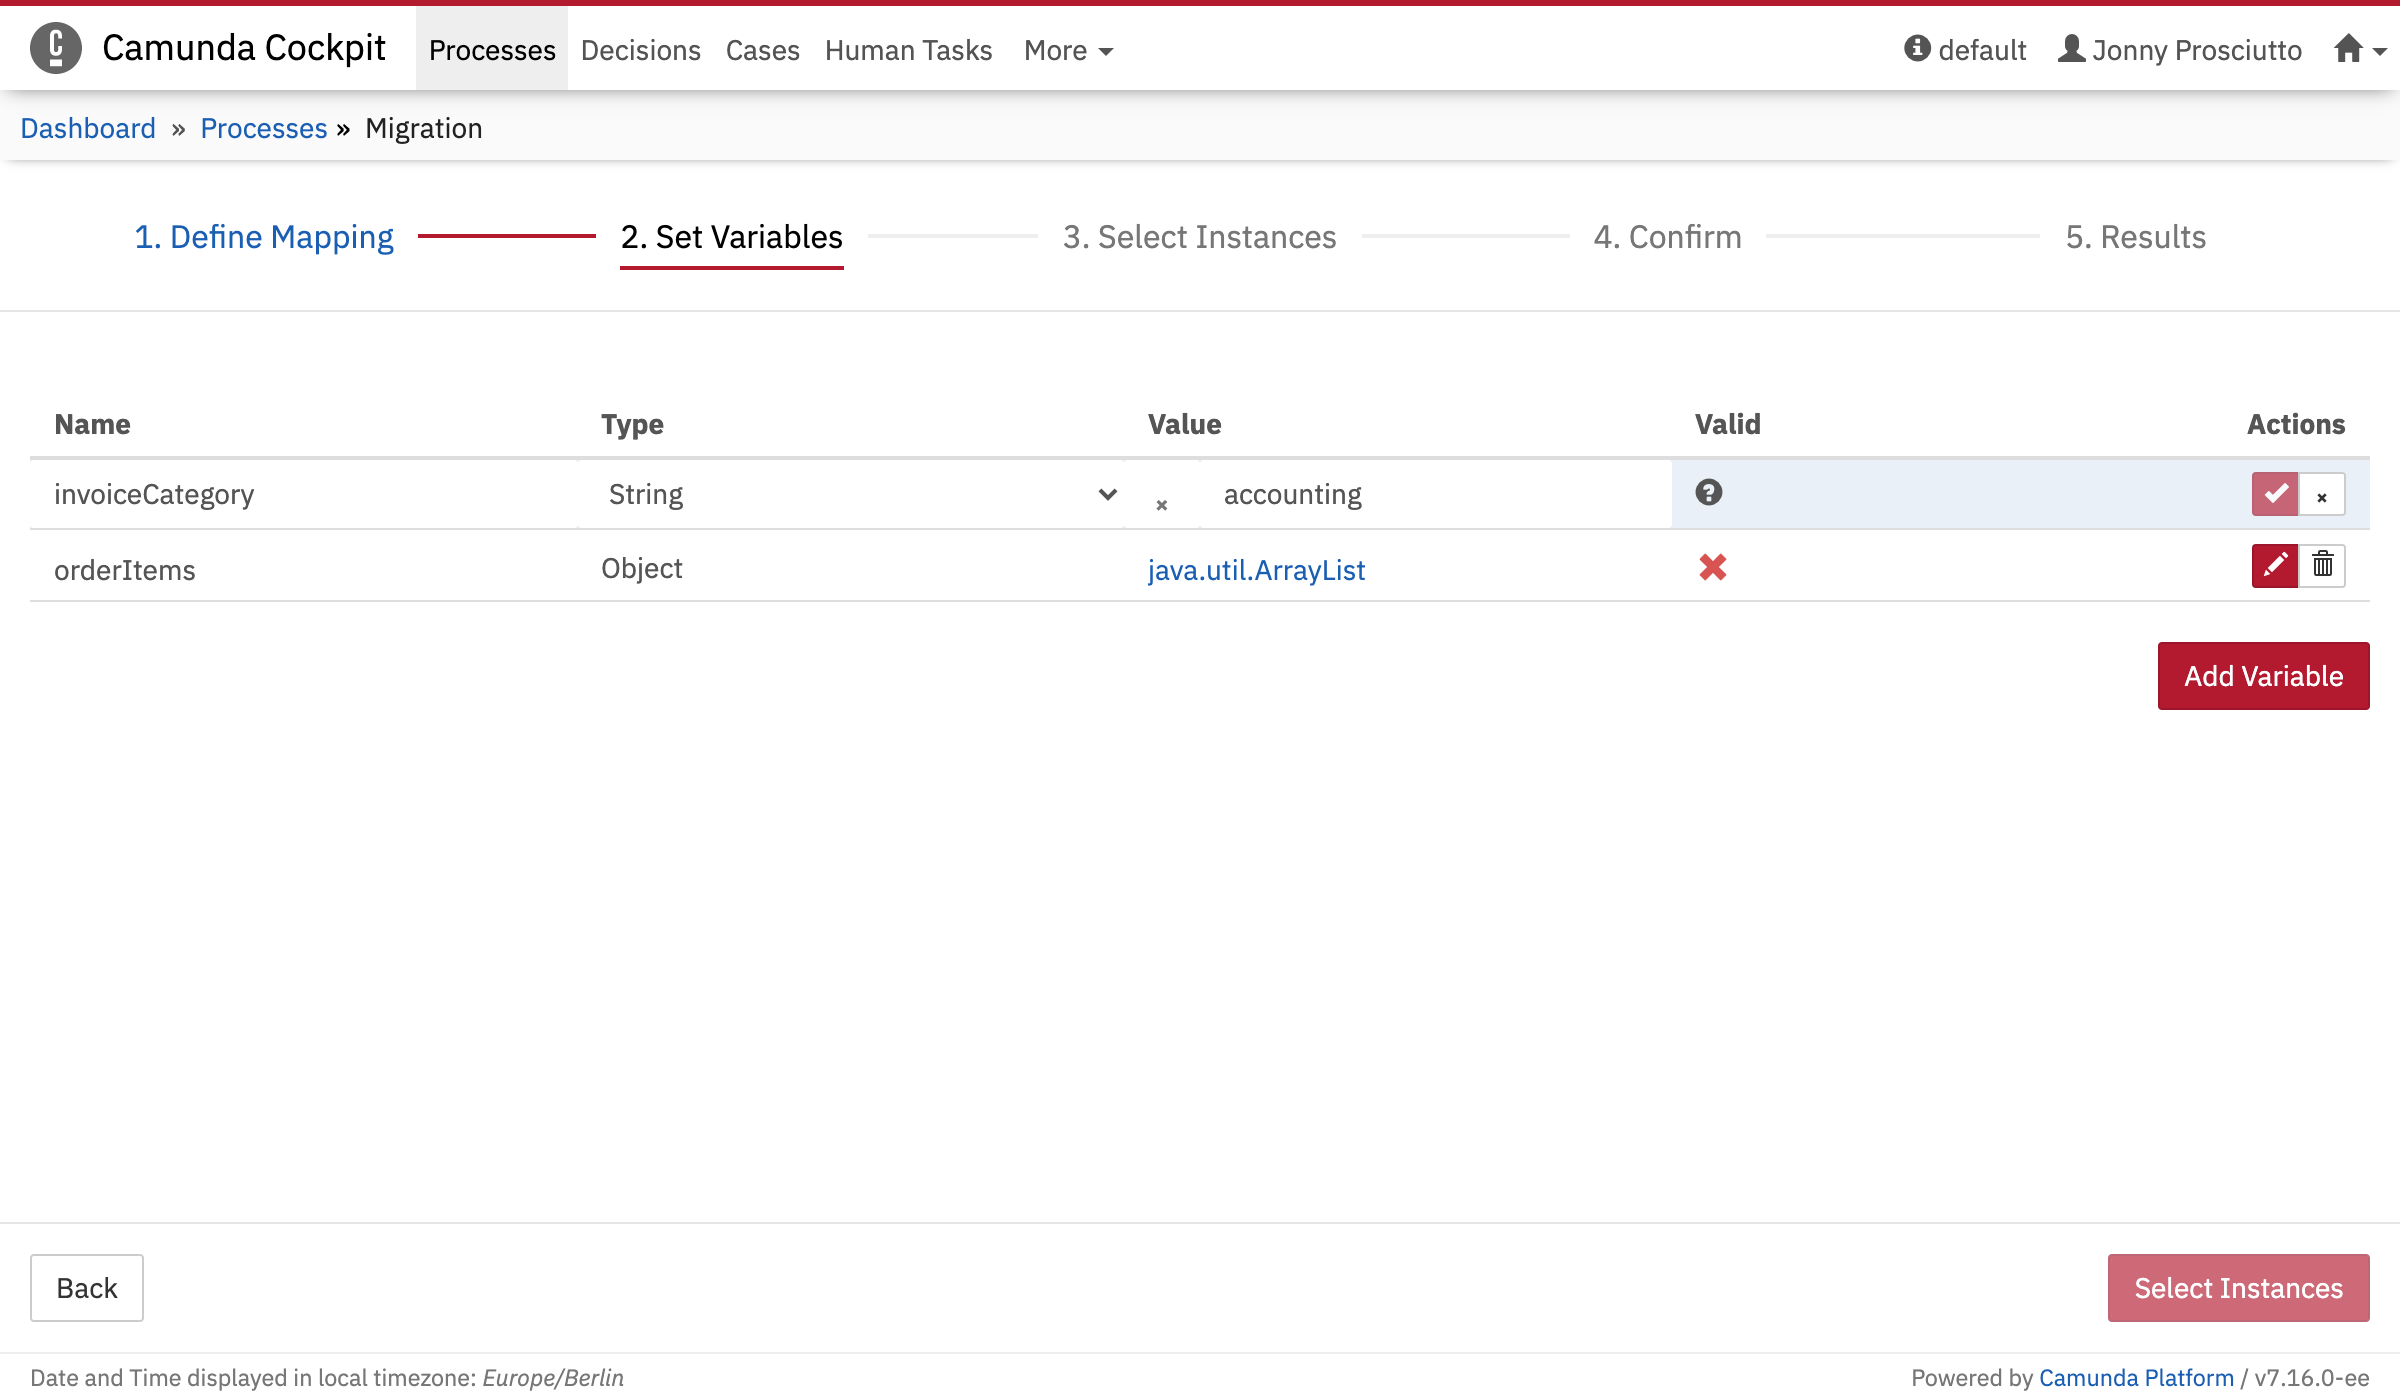 Camunda Cockpit Processes Decisions Cases Human Tasks More default Jonny Prosciutto
Dashboard » Processes » Migration
1. Define Mapping 2. Set Variables 3. Select Instances 4. Confirm 5. Results
Name Type Value Valid Actions
invoiceCategory String accounting
orderItems Object java.util.ArrayList
Add Variable
Back Select Instances
Date and Time displayed in local timezone: Europe/Berlin Powered by Camunda Platform / v7.16.0-ee